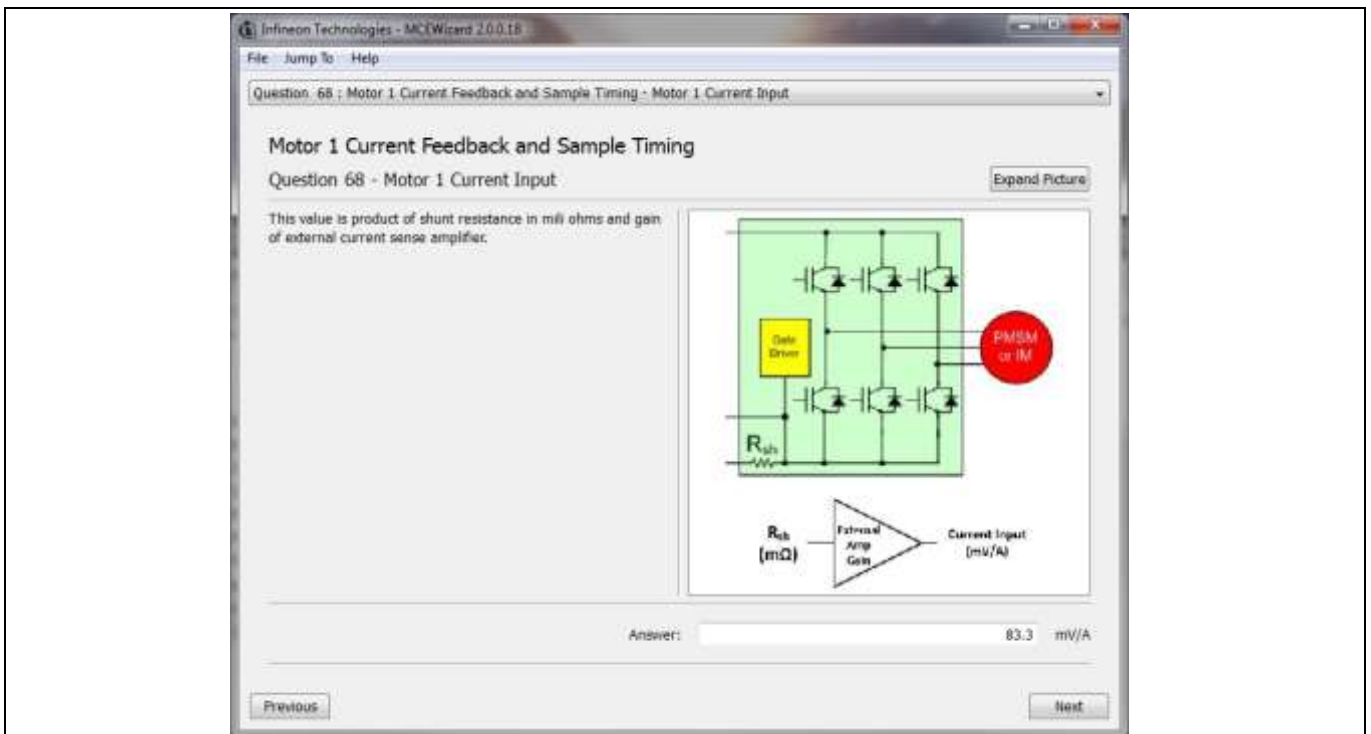 Infineon Technologies - MCEWizard 2.0.0.18
File Jump To Help
Question 68 : Motor 1 Current Feedback and Sample Timing - Motor 1 Current Input
Motor 1 Current Feedback and Sample Timing
Question 68 - Motor 1 Current Input
Expand Picture
This value is product of shunt resistance in mili ohms and gain
of external current sense amplifier.
Gate
Driver
PMSM
or IM
Rsh
Rsh
(mΩ)
External
Amp
Gain
Current Input
(mV/A)
Answer:
83.3 mV/A
Previous
Next